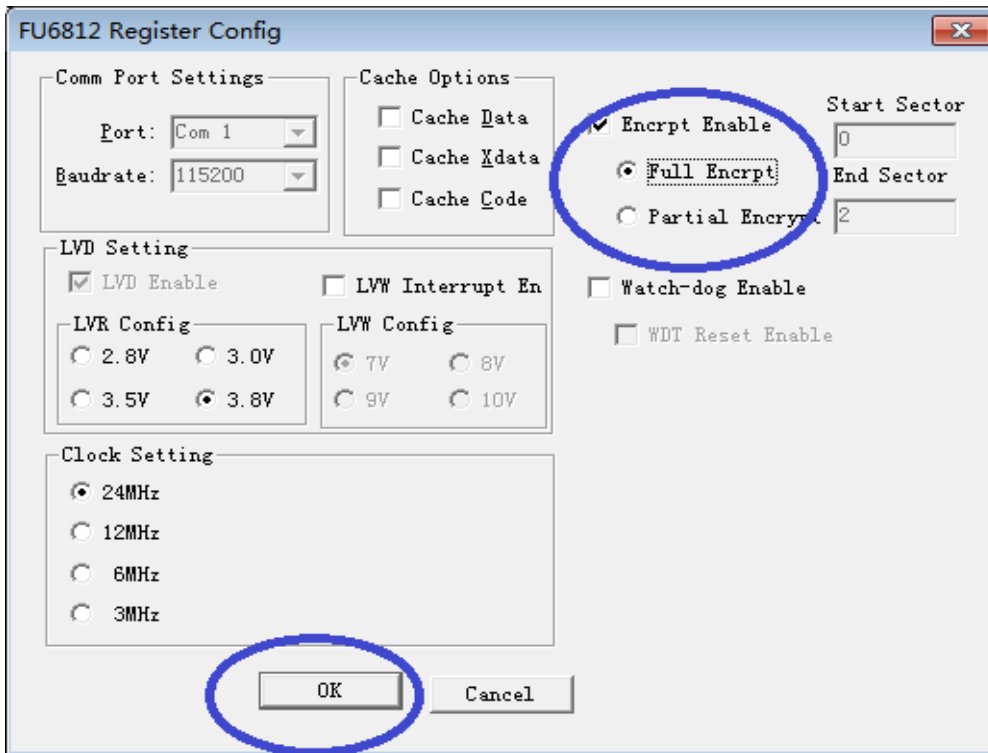 FU6812 Register Config
Comm Port Settings
Port: Com 1
Baudrate: 115200
Cache Options
Cache Data
Cache Xdata
Cache Code
Encrpt Enable
Full Encrpt
Partial Encrypt
Start Sector
0
End Sector
2
LVD Setting
LVD Enable
LVW Interrupt En
LVR Config
2.8V 3.0V
3.5V 3.8V
LVW Config
7V 8V
9V 10V
Watch-dog Enable
WDT Reset Enable
Clock Setting
24MHz
12MHz
6MHz
3MHz
OK Cancel